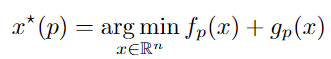 x⋆(p) = arg min f_p(x) + g_p(x)
x∈ℝⁿ